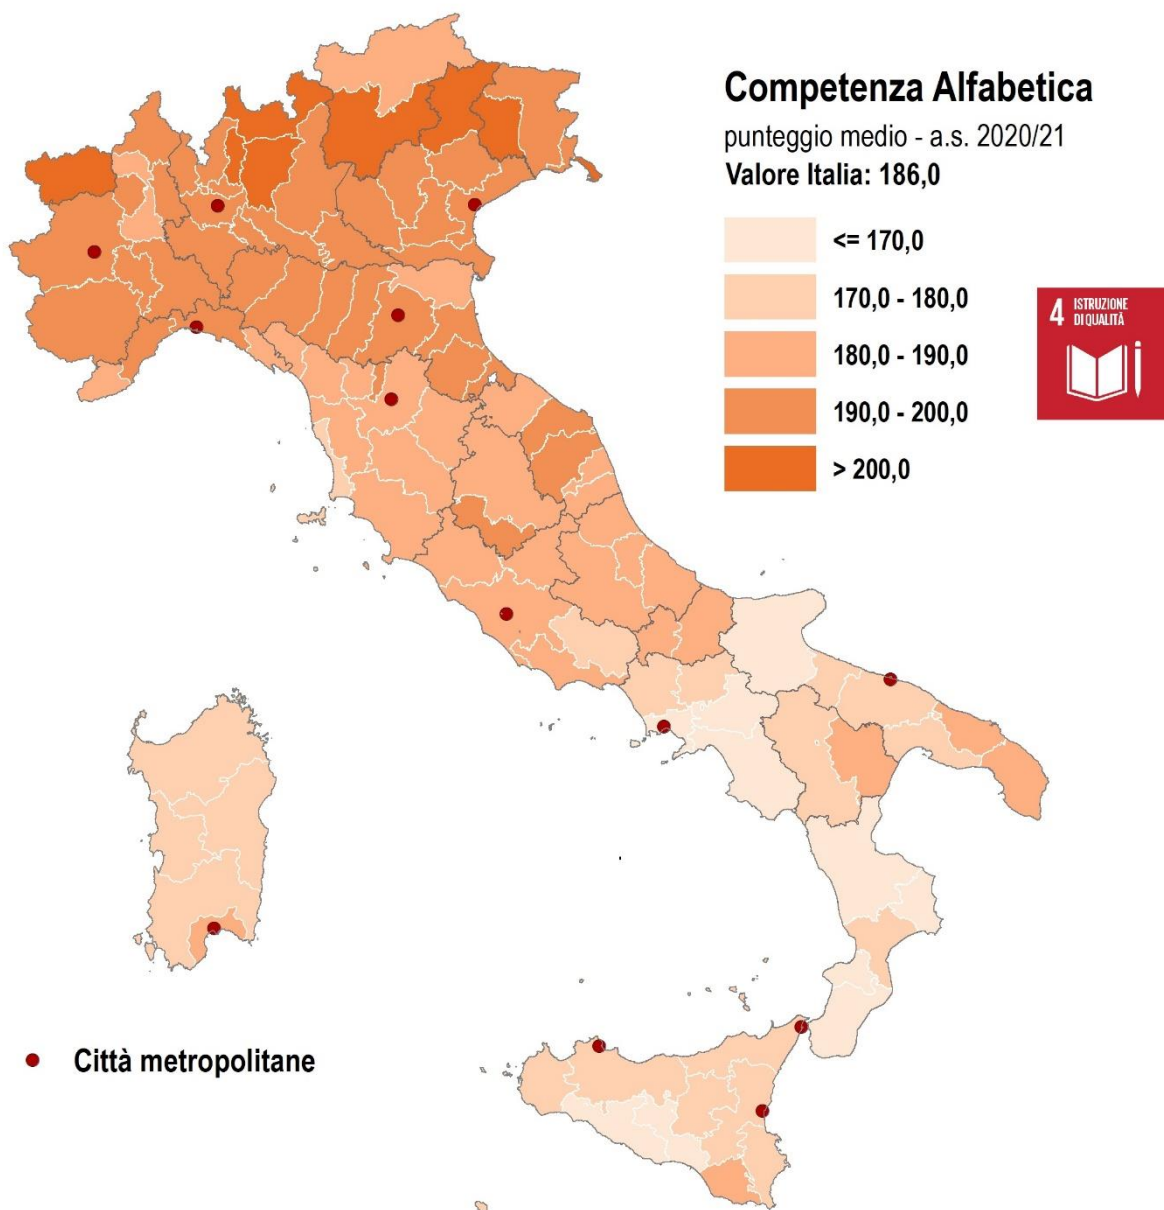 Competenza Alfabetica
punteggio medio - a.s. 2020/21
Valore Italia: 186,0
<= 170,0
170,0 - 180,0
180,0 - 190,0
190,0 - 200,0
> 200,0
4 ISTRUZIONE
DI QUALITÀ
Città metropolitane